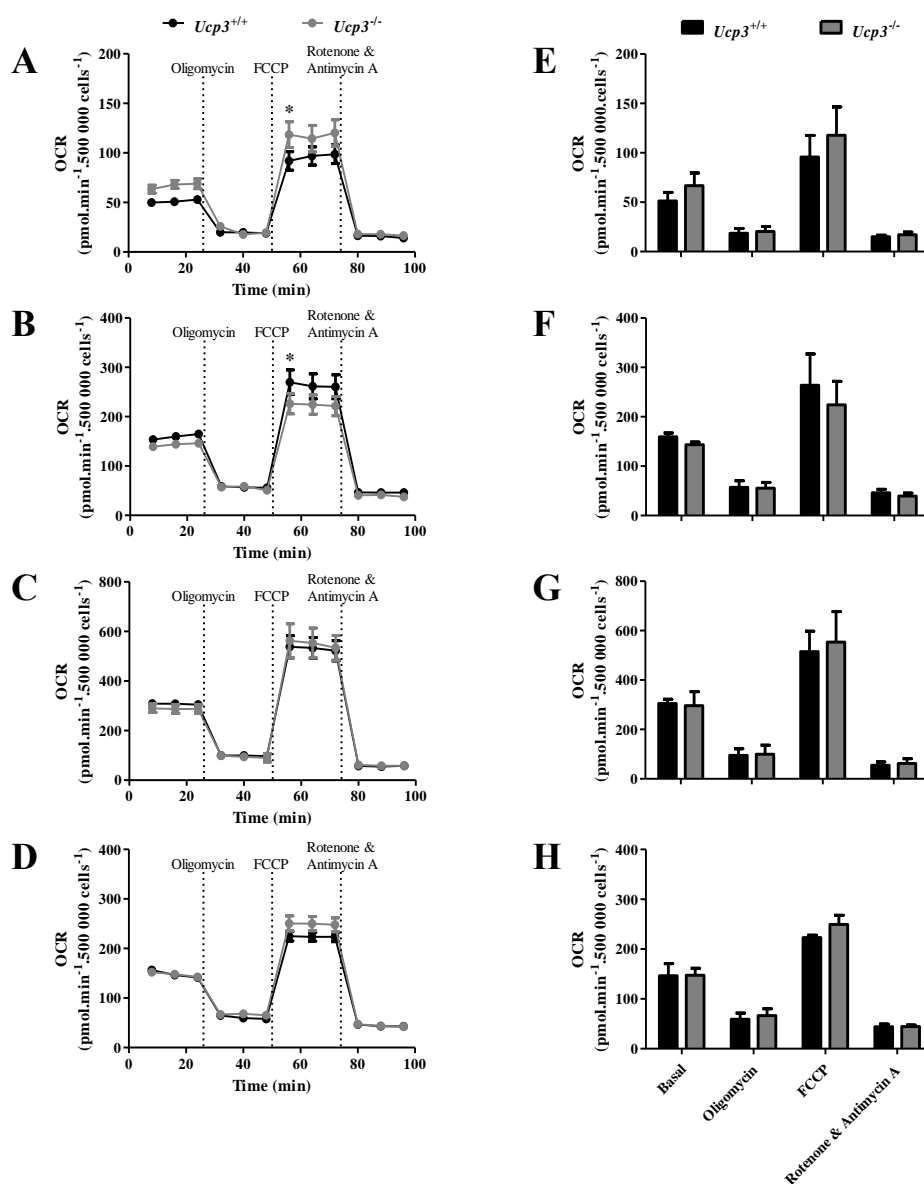 Ucp3+/+ Ucp3-/- Ucp3+/+ Ucp3-/-
A
Oligomycin FCCP Rotenone & Antimycin A
200
150
100
50
0
OCR
(pmol.min-1.500 000 cells-1)
*
0 20 40 60 80 100
Time (min)
E
200
150
100
50
0
OCR
(pmol.min-1.500 000.cells-1)
B
Oligomycin FCCP Rotenone & Antimycin A
400
300
200
100
0
OCR
(pmol.min-1.500 000 cells-1)
*
0 20 40 60 80 100
Time (min)
F
400
300
200
100
0
OCR
(pmol.min-1.500 000 cells-1)
C
Oligomycin FCCP Rotenone & Antimycin A
800
600
400
200
0
OCR
(pmol.min-1.500 000 cells-1)
0 20 40 60 80 100
Time (min)
G
800
600
400
200
0
OCR
(pmol.min-1.500 000 cells-1)
D
Oligomycin FCCP Rotenone & Antimycin A
400
300
200
100
0
OCR
(pmol.min-1.500 000 cells-1)
0 20 40 60 80 100
Time (min)
H
400
300
200
100
0
OCR
(pmol.min-1.500 000 cells-1)
Basal
Oligomycin
FCCP
Rotenone & Antimycin A